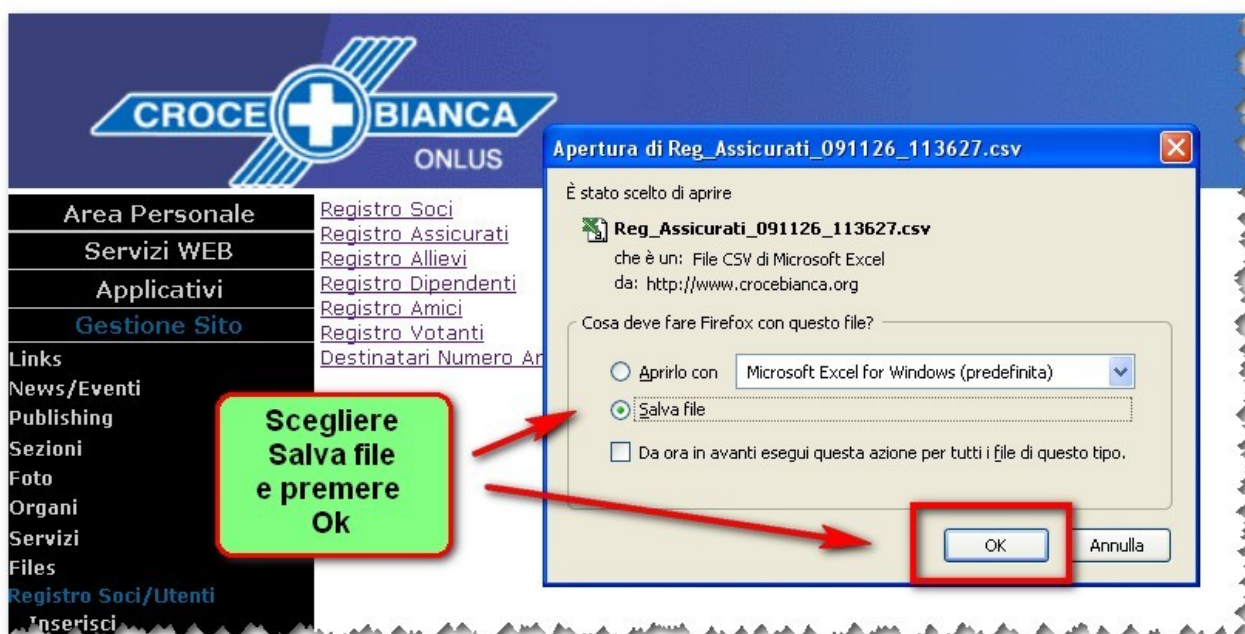 CROCE BIANCA
ONLUS
Area Personale
Servizi WEB
Applicativi
Gestione Sito
Links
News/Eventi
Publishing
Sezioni
Foto
Organi
Servizi
Files
Registro Soci/Utenti
Inserisci
Registro Soci
Registro Assicurati
Registro Allievi
Registro Dipendenti
Registro Amici
Registro Votanti
Destinatari Numero Ar
Scegliere
Salva file
e premere
Ok
Apertura di Reg_Assicurati_091126_113627.csv
È stato scelto di aprire
Reg_Assicurati_091126_113627.csv
che è un: File CSV di Microsoft Excel
da: http://www.crocebianca.org
Cosa deve fare Firefox con questo file?
Aprirlo con Microsoft Excel for Windows (predefinita)
Salva file
Da ora in avanti esegui questa azione per tutti i file di questo tipo.
OK Annulla